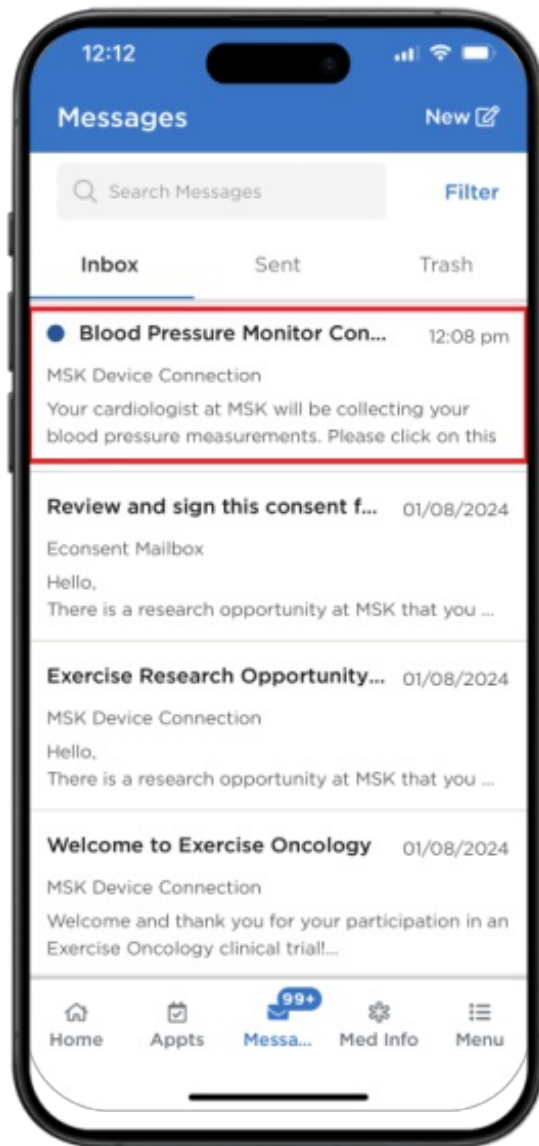 12:12
Messages
New
Search Messages
Filter
Inbox
Sent
Trash
Blood Pressure Monitor Con...
12:08 pm
MSK Device Connection
Your cardiologist at MSK will be collecting your
blood pressure measurements. Please click on this
Review and sign this consent f...
01/08/2024
Econsent Mailbox
Hello,
There is a research opportunity at MSK that you ...
Exercise Research Opportunity...
01/08/2024
MSK Device Connection
Hello,
There is a research opportunity at MSK that you ...
Welcome to Exercise Oncology
01/08/2024
MSK Device Connection
Welcome and thank you for your participation in an
Exercise Oncology clinical trial!...
99+
Home
Appts
Messa...
Med Info
Menu